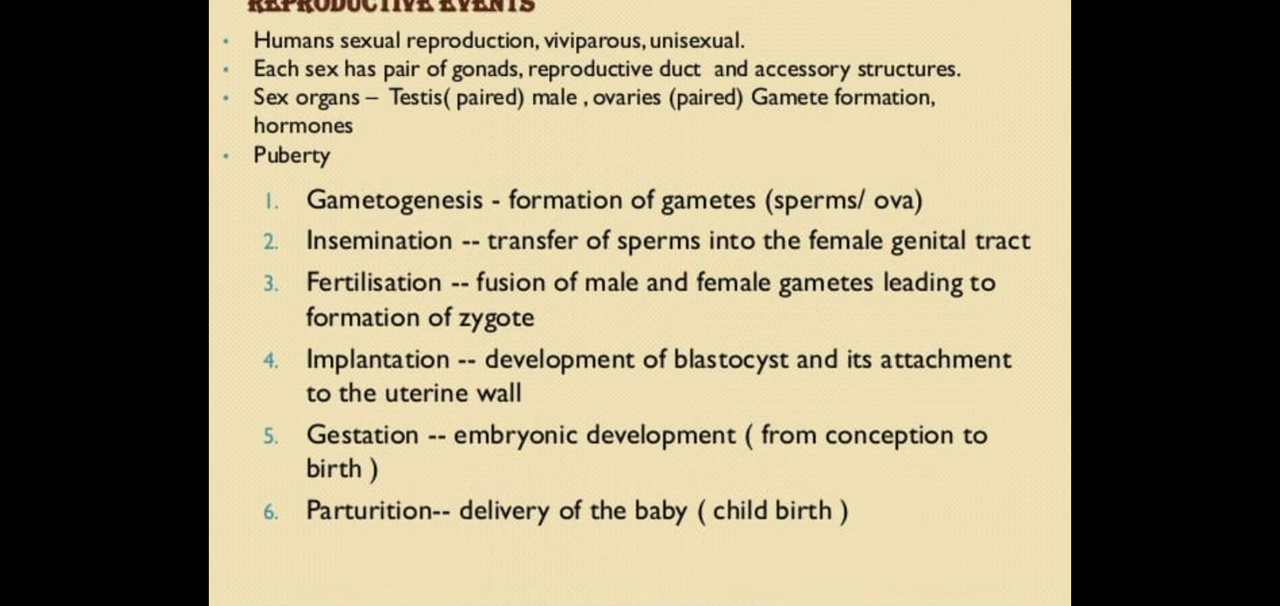 REPRODUCTIVE EVENTS
• Humans sexual reproduction, viviparous, unisexual.
• Each sex has pair of gonads, reproductive duct and accessory structures.
• Sex organs – Testis( paired) male , ovaries (paired) Gamete formation,
hormones
• Puberty
1. Gametogenesis - formation of gametes (sperms/ ova)
2. Insemination -- transfer of sperms into the female genital tract
3. Fertilisation -- fusion of male and female gametes leading to
formation of zygote
4. Implantation -- development of blastocyst and its attachment
to the uterine wall
5. Gestation -- embryonic development ( from conception to
birth )
6. Parturition-- delivery of the baby ( child birth )